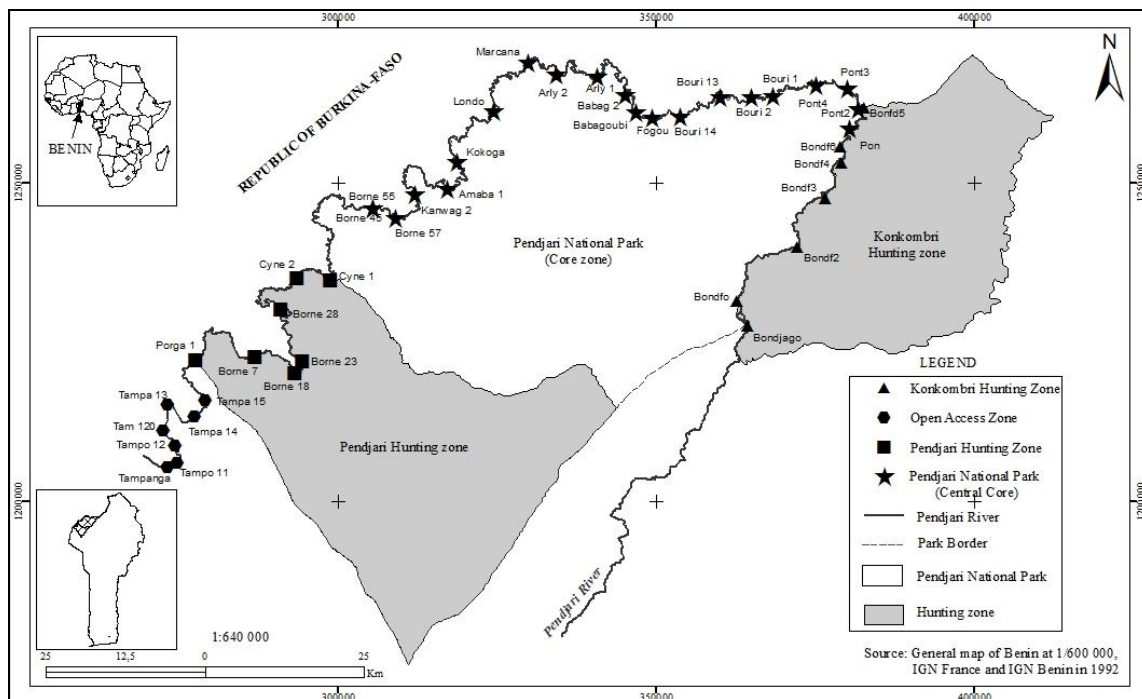 300000
350000
400000
N
BENIN
REPUBLIC OF BURKINA-FASO
Marcana
Arly 2
Arly 1
Babag 2
Babagoubi
Fogou
Bouri 14
Bouri 13
Bouri 2
Bouri 1
Pont4
Pont3
Pont2
Bonfd5
Pon
Bondf6
Bondf4
Bondf3
Bondf2
Bondfo
Bondjago
Londo
Kokoga
Amaba 1
Kanwag 2
Borne 55
Borne 45
Borne 57
Cyne 2
Cyne 1
Borne 28
Porga 1
Borne 7
Borne 23
Borne 18
Tampa 13
Tampa 15
Tam 120
Tampa 14
Tampo 12
Tampanga
Tampo 11
Pendjari National Park
(Core zone)
Konkombri
Hunting zone
Pendjari Hunting zone
Pendjari River
1250000
1250000
1200000
1200000
LEGEND
Konkombri Hunting Zone
Open Access Zone
Pendjari Hunting Zone
Pendjari National Park
(Central Core)
Pendjari River
Park Border
Pendjari National Park
Hunting zone
1:640 000
25
12,5
0
25
Km
Source: General map of Benin at 1/600 000,
IGN France and IGN Benin in 1992
300000
350000
400000